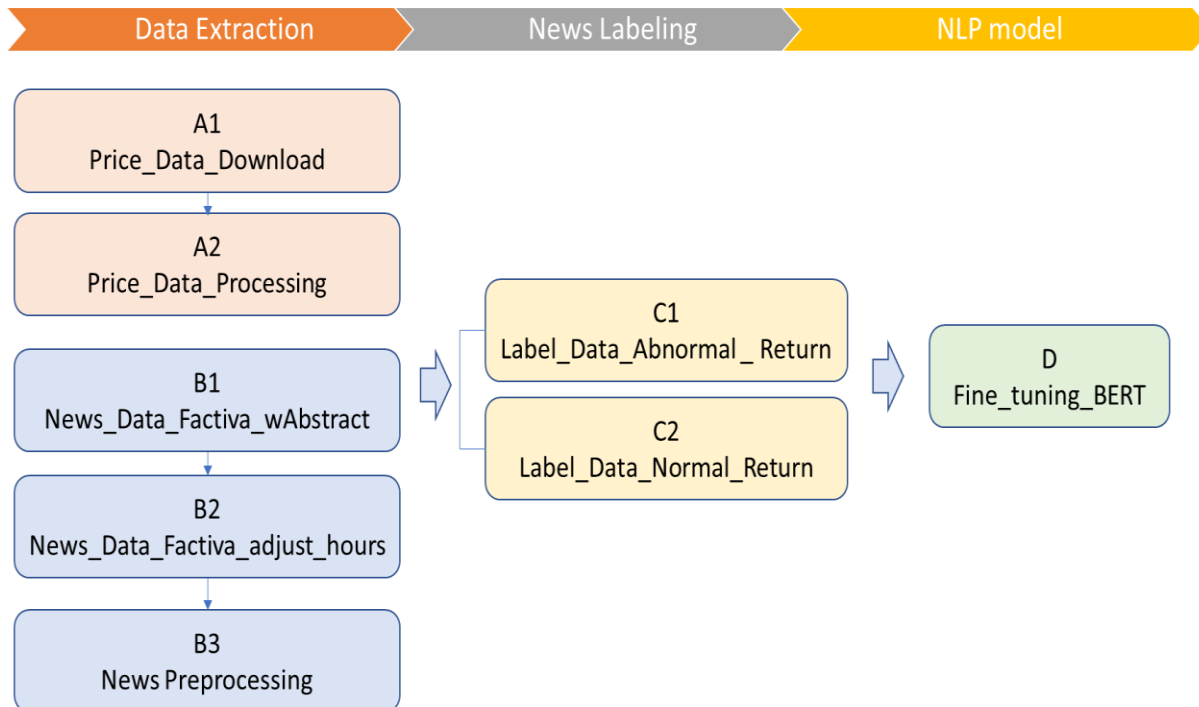 Data Extraction
News Labeling
NLP model
A1
Price_Data_Download
A2
Price_Data_Processing
B1
News_Data_Factiva_wAbstract
B2
News_Data_Factiva_adjust_hours
B3
News Preprocessing
C1
Label_Data_Abnormal_ Return
C2
Label_Data_Normal_Return
D
Fine_tuning_BERT